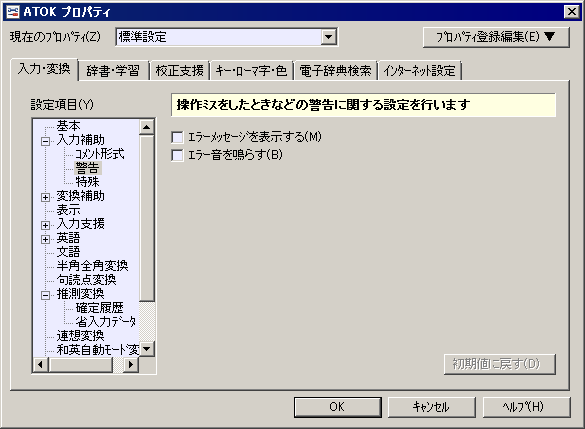 ATOK プロパティ
現在のプロパティ(Z)
標準設定
プロパティ登録編集(E) ▼
入力・変換
辞書・学習
校正支援
キー・ローマ字・色
電子辞典検索
インターネット設定
設定項目(Y)
操作ミスをしたときなどの警告に関する設定を行います
基本
入力補助
コメント形式
警告
特殊
変換補助
表示
入力支援
英語
文語
半角全角変換
句読点変換
推測変換
確定履歴
省入力データ
連想変換
和英自動モード変
エラーメッセージを表示する(M)
エラー音を鳴らす(B)
初期値に戻す(D)
OK
キャンセル
ヘルプ(H)